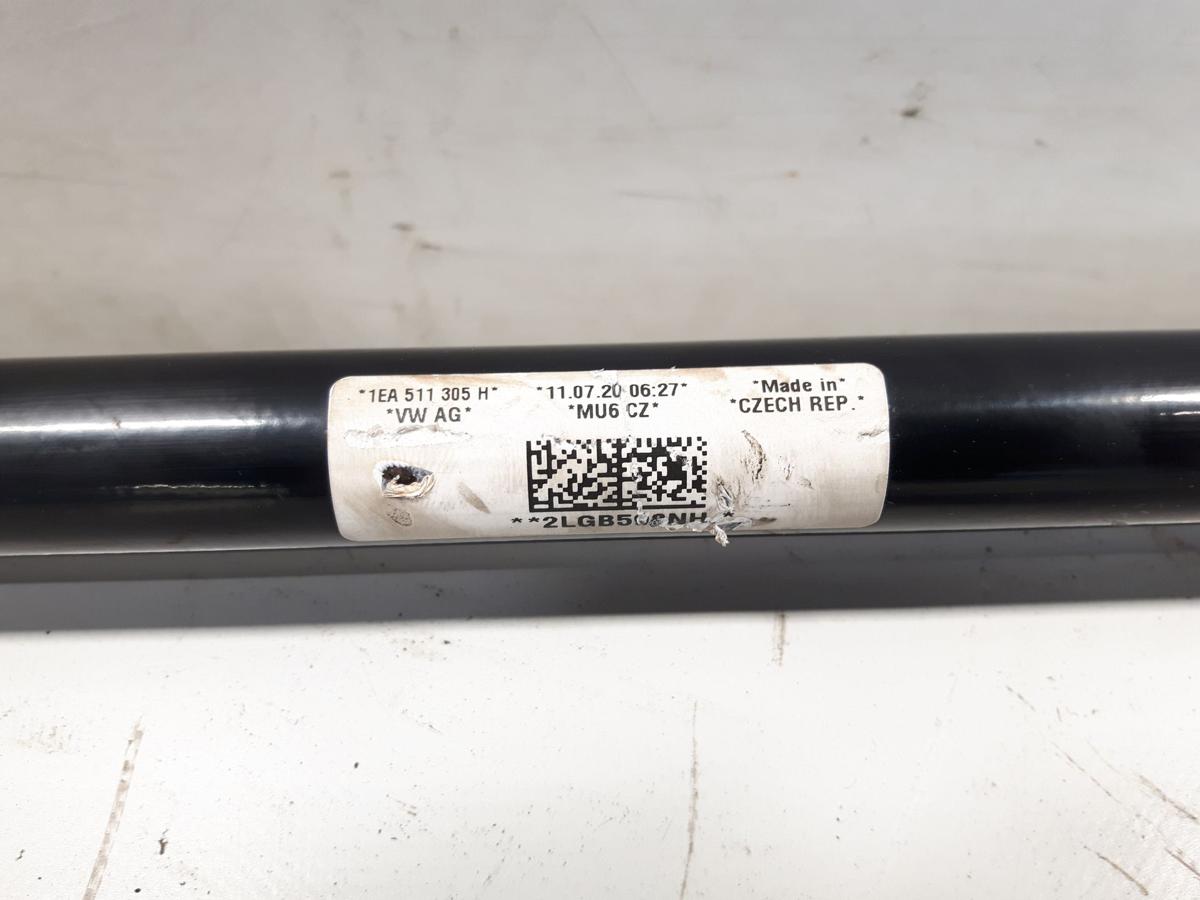 *1EA 511 305 H* *11.07.20 06:27* *Made in*
*VW AG* *MU6 CZ* *CZECH REP.*